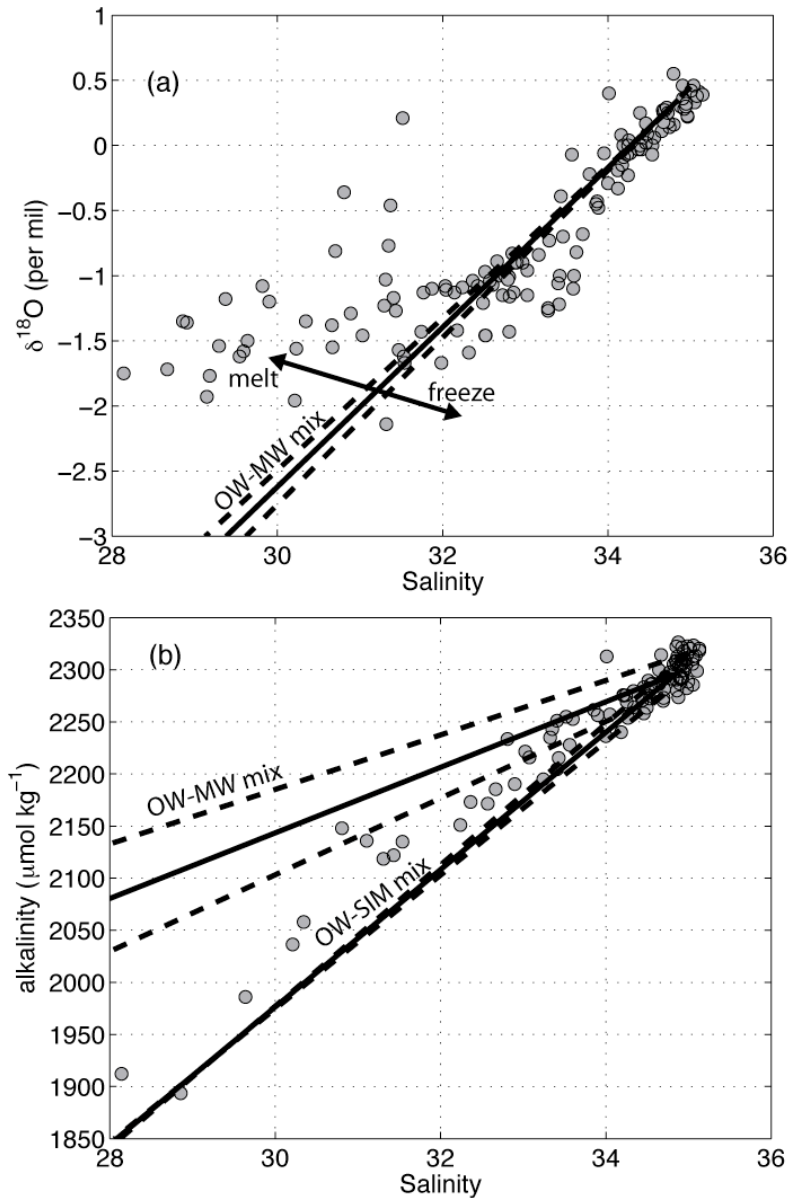 1
(a)
0.5
0
−0.5
−1
−1.5
−2
−2.5
−3
δ¹⁸O (per mil)
melt
freeze
OW-MW mix
28 30 32 34 36
Salinity
2350
(b)
2300
2250
2200
2150
2100
2050
2000
1950
1900
1850
alkalinity (μmol kg⁻¹)
OW-MW mix
OW-SIM mix
28 30 32 34 36
Salinity